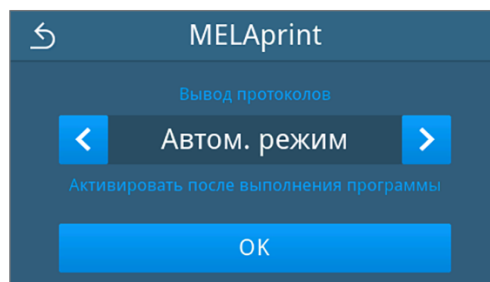 MELAprint
Вывод протоколов
Автом. режим
Активировать после выполнения программы
OK